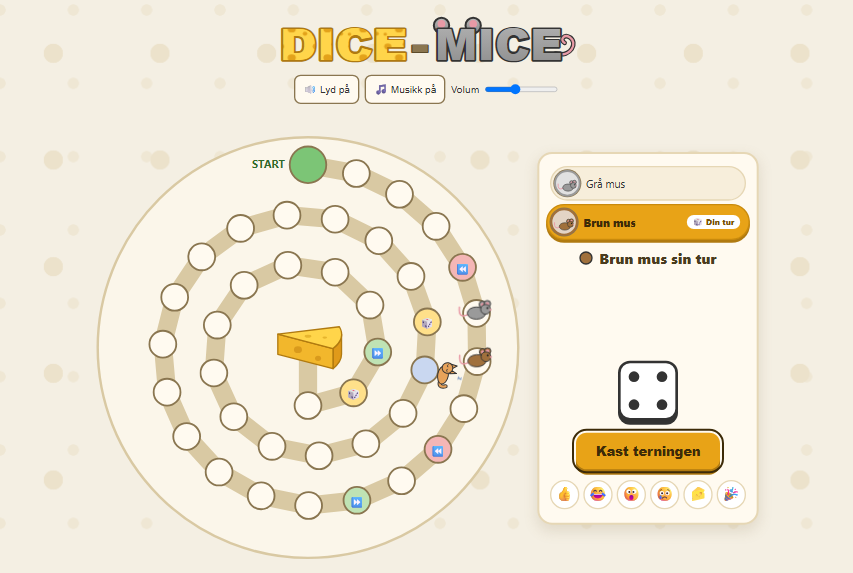 DICE-MICE
Lyd på
Musikk på
Volum
START
Grå mus
Brun mus
Din tur
Brun mus sin tur
Kast terningen